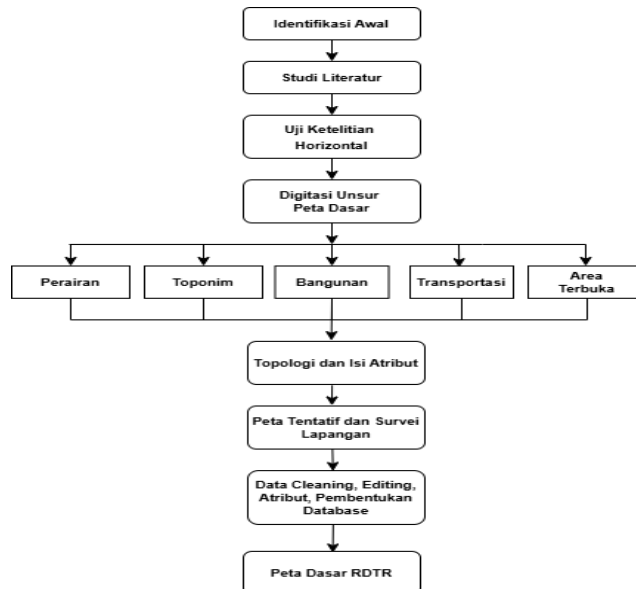 Identifikasi Awal
Studi Literatur
Uji Ketelitian
Horizontal
Digitasi Unsur
Peta Dasar
Perairan
Toponim
Bangunan
Transportasi
Area
Terbuka
Topologi dan Isi Atribut
Peta Tentatif dan Survei
Lapangan
Data Cleaning, Editing,
Atribut, Pembentukan
Database
Peta Dasar RDTR